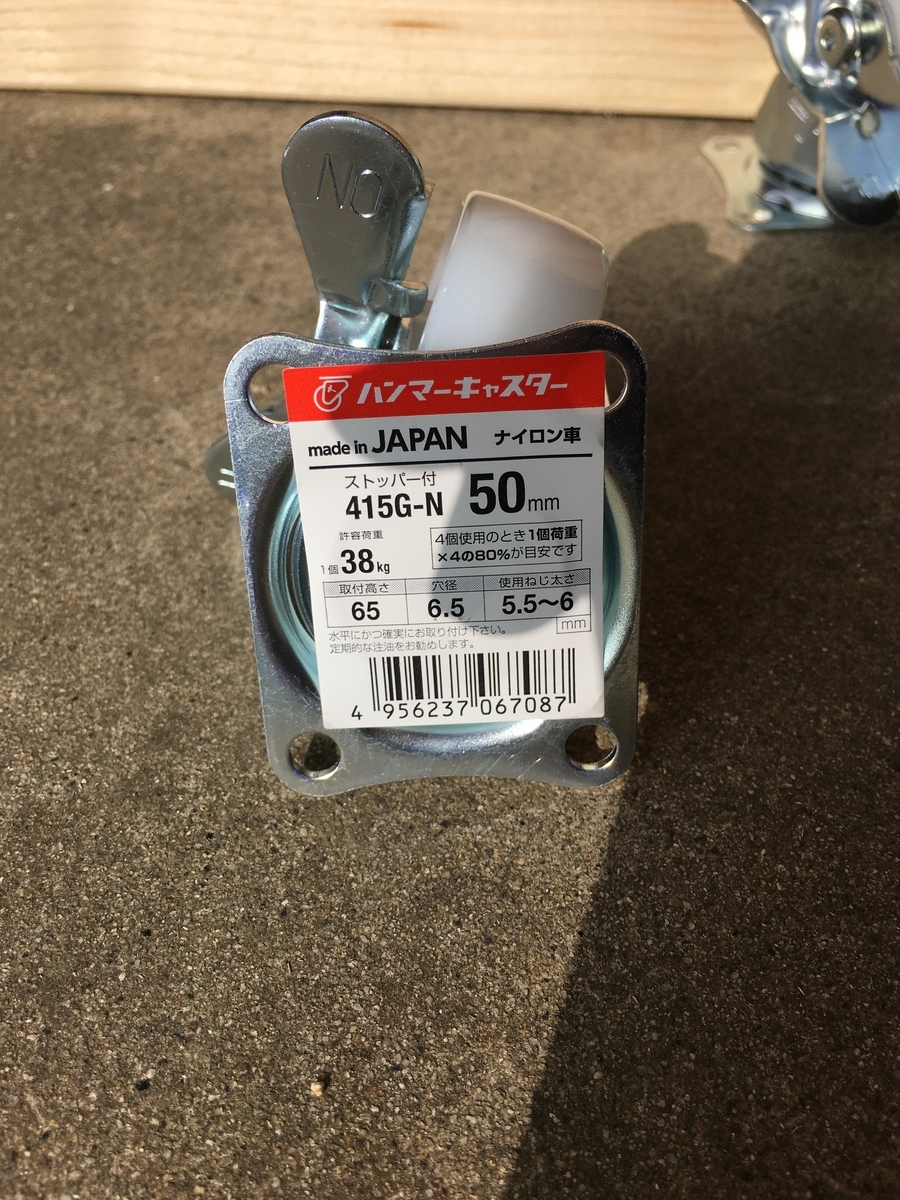 ON
ハンマーキャスター
made in JAPAN ナイロン車
ストッパー付
415G-N 50mm
許容荷重
1個38kg
4個使用のとき1個荷重
×4の80%が目安です
取付高さ 穴径 使用ねじ太さ
65 6.5 5.5〜6
mm
水平にかつ確実にお取り付け下さい。
定期的な注油をお勧めします。
4 956237 067087